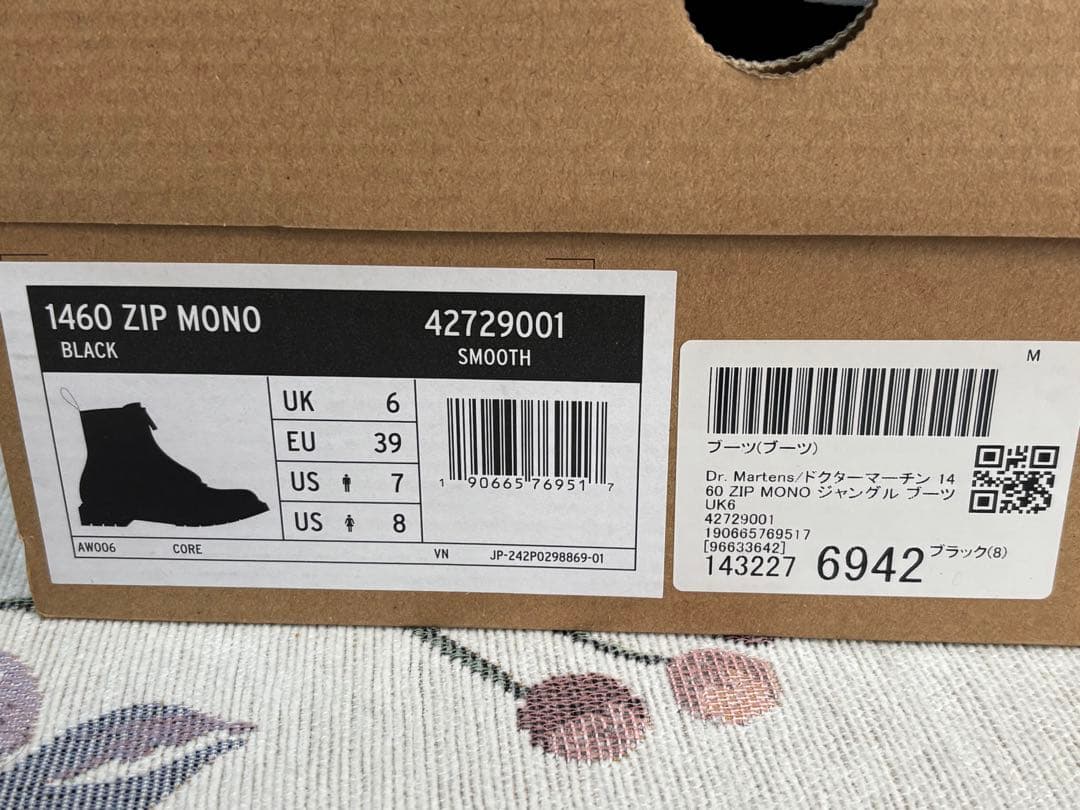 1460 ZIP MONO
BLACK
42729001
SMOOTH
UK 6
EU 39
US 7
US 8
1 90665 76951 7
AW006 CORE VN JP-242P0298869-01
M
ブーツ(ブーツ)
Dr. Martens/ドクターマーチン 14
60 ZIP MONO ジャングル ブーツ
UK6
42729001
190665769517
[96633642]
143227 6942 ブラック(8)